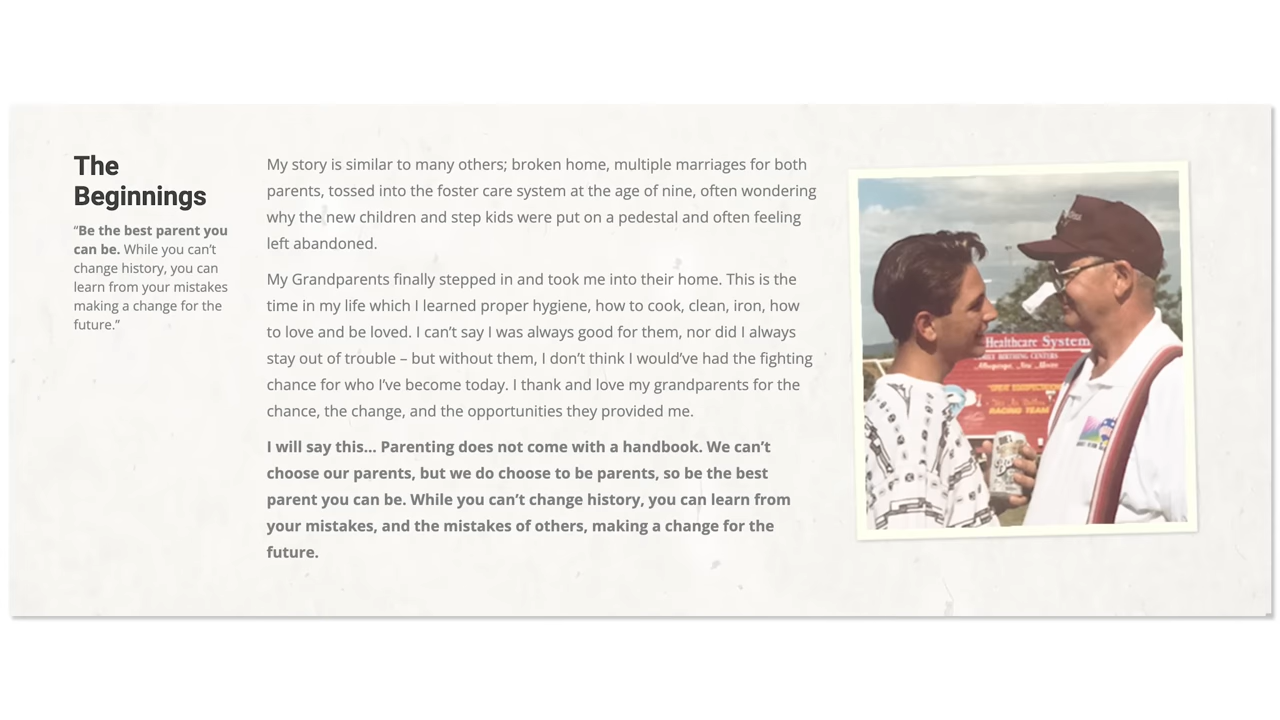 The
Beginnings
“Be the best parent you
can be. While you can’t
change history, you can
learn from your mistakes
making a change for the
future.”
My story is similar to many others; broken home, multiple marriages for both
parents, tossed into the foster care system at the age of nine, often wondering
why the new children and step kids were put on a pedestal and often feeling
left abandoned.
My Grandparents finally stepped in and took me into their home. This is the
time in my life which I learned proper hygiene, how to cook, clean, iron, how
to love and be loved. I can’t say I was always good for them, nor did I always
stay out of trouble – but without them, I don’t think I would’ve had the fighting
chance for who I’ve become today. I thank and love my grandparents for the
chance, the change, and the opportunities they provided me.
I will say this... Parenting does not come with a handbook. We can’t
choose our parents, but we do choose to be parents, so be the best
parent you can be. While you can’t change history, you can learn from
your mistakes, and the mistakes of others, making a change for the
future.
Healthcare System
BIRTHING CENTERS
Albuquerque, New Mexico
RACING TEAM